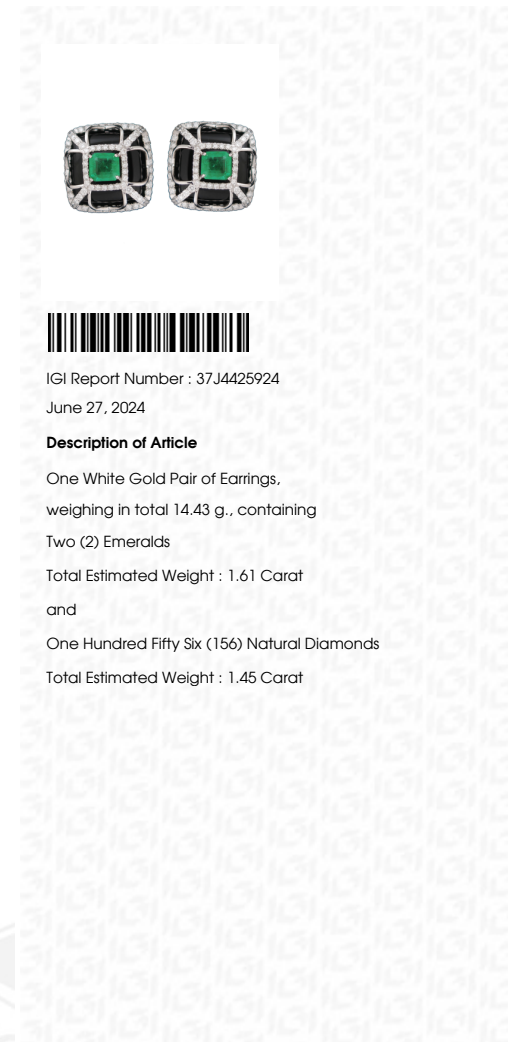 IGI Report Number : 37J4425924
June 27, 2024
Description of Article
One White Gold Pair of Earrings,
weighing in total 14.43 g., containing
Two (2) Emeralds
Total Estimated Weight : 1.61 Carat
and
One Hundred Fifty Six (156) Natural Diamonds
Total Estimated Weight : 1.45 Carat